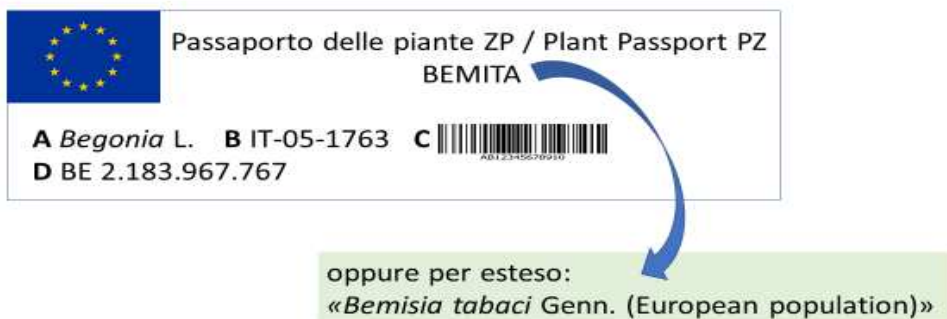 Passaporto delle piante ZP / Plant Passport PZ
BEMITA
A Begonia L. B IT-05-1763 C
AB12345678910
D BE 2.183.967.767
oppure per esteso:
«Bemisia tabaci Genn. (European population)»